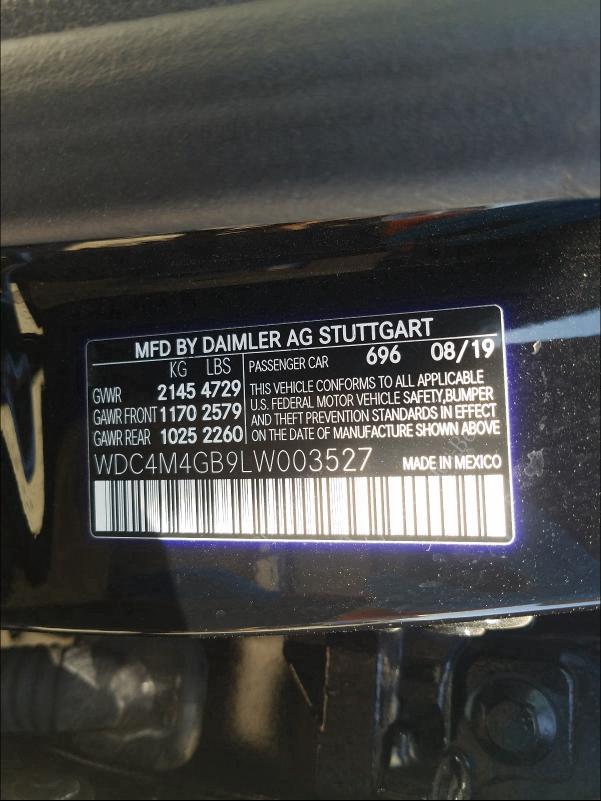 MFD BY DAIMLER AG STUTTGART
KG LBS
GVWR 2145 4729
GAWR FRONT 1170 2579
GAWR REAR 1025 2260
PASSENGER CAR 696 08/19
THIS VEHICLE CONFORMS TO ALL APPLICABLE
U.S. FEDERAL MOTOR VEHICLE SAFETY,BUMPER
AND THEFT PREVENTION STANDARDS IN EFFECT
ON THE DATE OF MANUFACTURE SHOWN ABOVE
WDC4M4GB9LW003527 MADE IN MEXICO